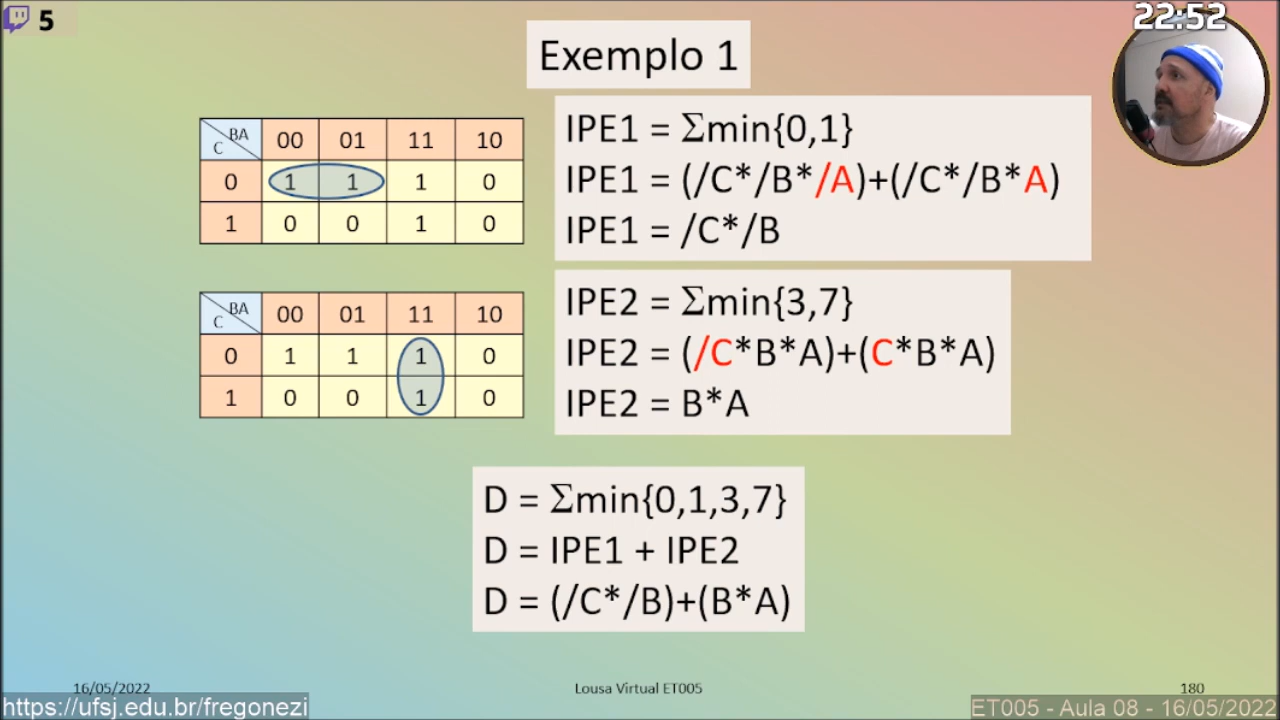 5
22:52
Exemplo 1
BA
C 00 01 11 10
0 1 1 1 0
1 0 0 1 0
IPE1 = Σmin{0,1}
IPE1 = (/C*/B*/A)+(/C*/B*A)
IPE1 = /C*/B
BA
C 00 01 11 10
0 1 1 1 0
1 0 0 1 0
IPE2 = Σmin{3,7}
IPE2 = (/C*B*A)+(C*B*A)
IPE2 = B*A
D = Σmin{0,1,3,7}
D = IPE1 + IPE2
D = (/C*/B)+(B*A)
16/05/2022 Lousa Virtual ET005 180
https://ufsj.edu.br/fregonezi ET005 - Aula 08 - 16/05/2022